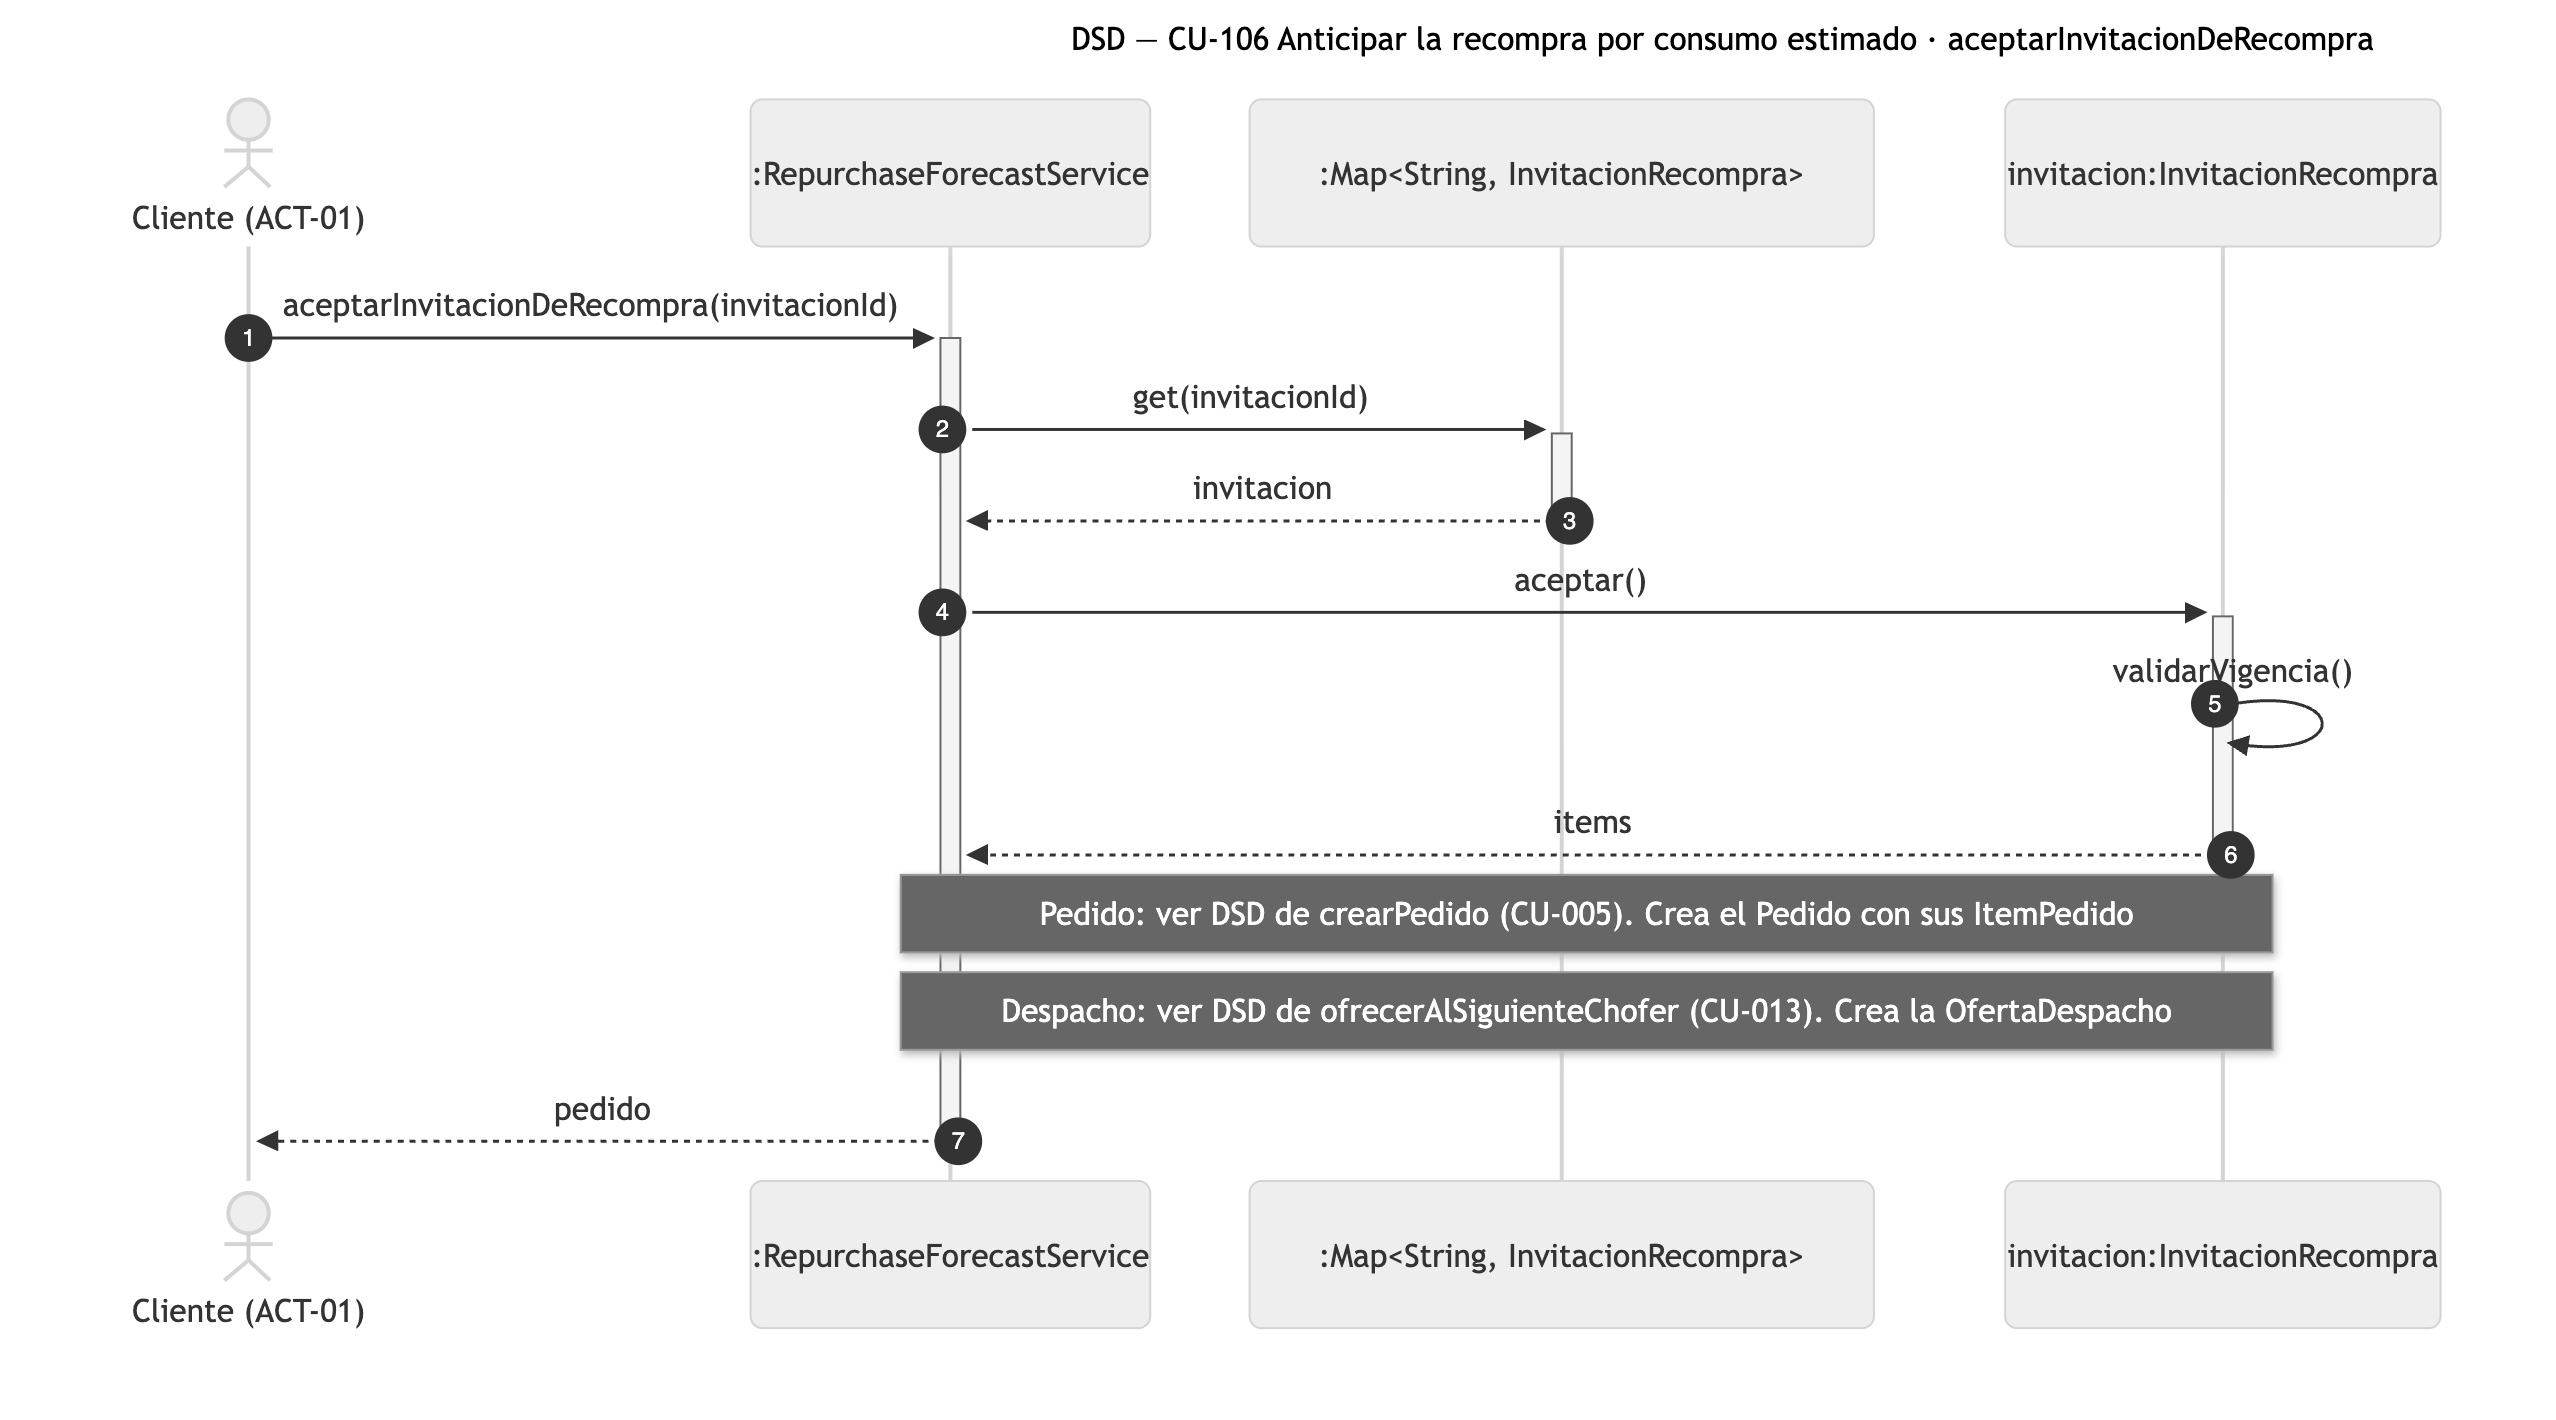 DSD — CU-106 Anticipar la recompra por consumo estimado · aceptarInvitacionDeRecompra
Cliente (ACT-01)
:RepurchaseForecastService
:Map<String, InvitacionRecompra>
invitacion:InvitacionRecompra
aceptarInvitacionDeRecompra(invitacionId)
1
get(invitacionId)
2
invitacion
3
aceptar()
4
validarVigencia()
5
items
6
Pedido: ver DSD de crearPedido (CU-005). Crea el Pedido con sus ItemPedido
Despacho: ver DSD de ofrecerAlSiguienteChofer (CU-013). Crea la OfertaDespacho
pedido
7
Cliente (ACT-01)
:RepurchaseForecastService
:Map<String, InvitacionRecompra>
invitacion:InvitacionRecompra